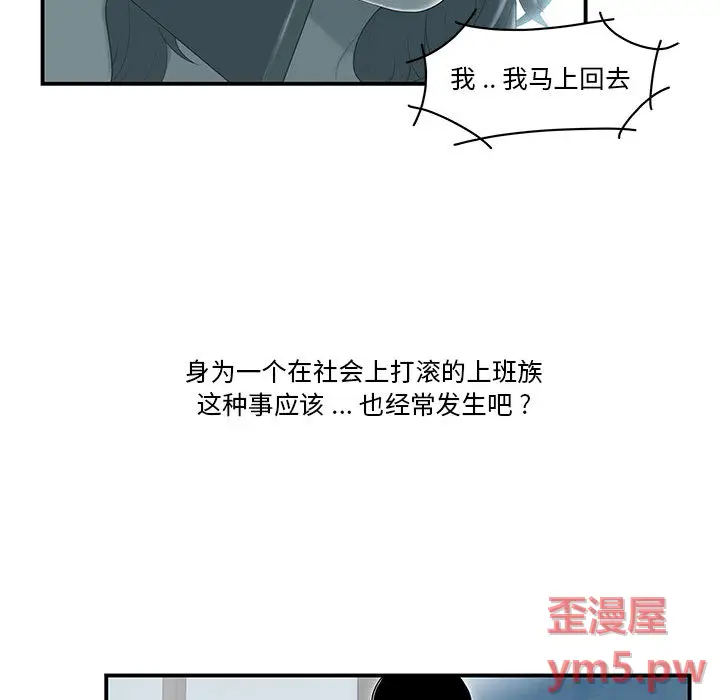 我 .. 我马上回去
身为一个在社会上打滚的上班族
这种事应该 ... 也经常发生吧？
歪漫屋
ym5.pw